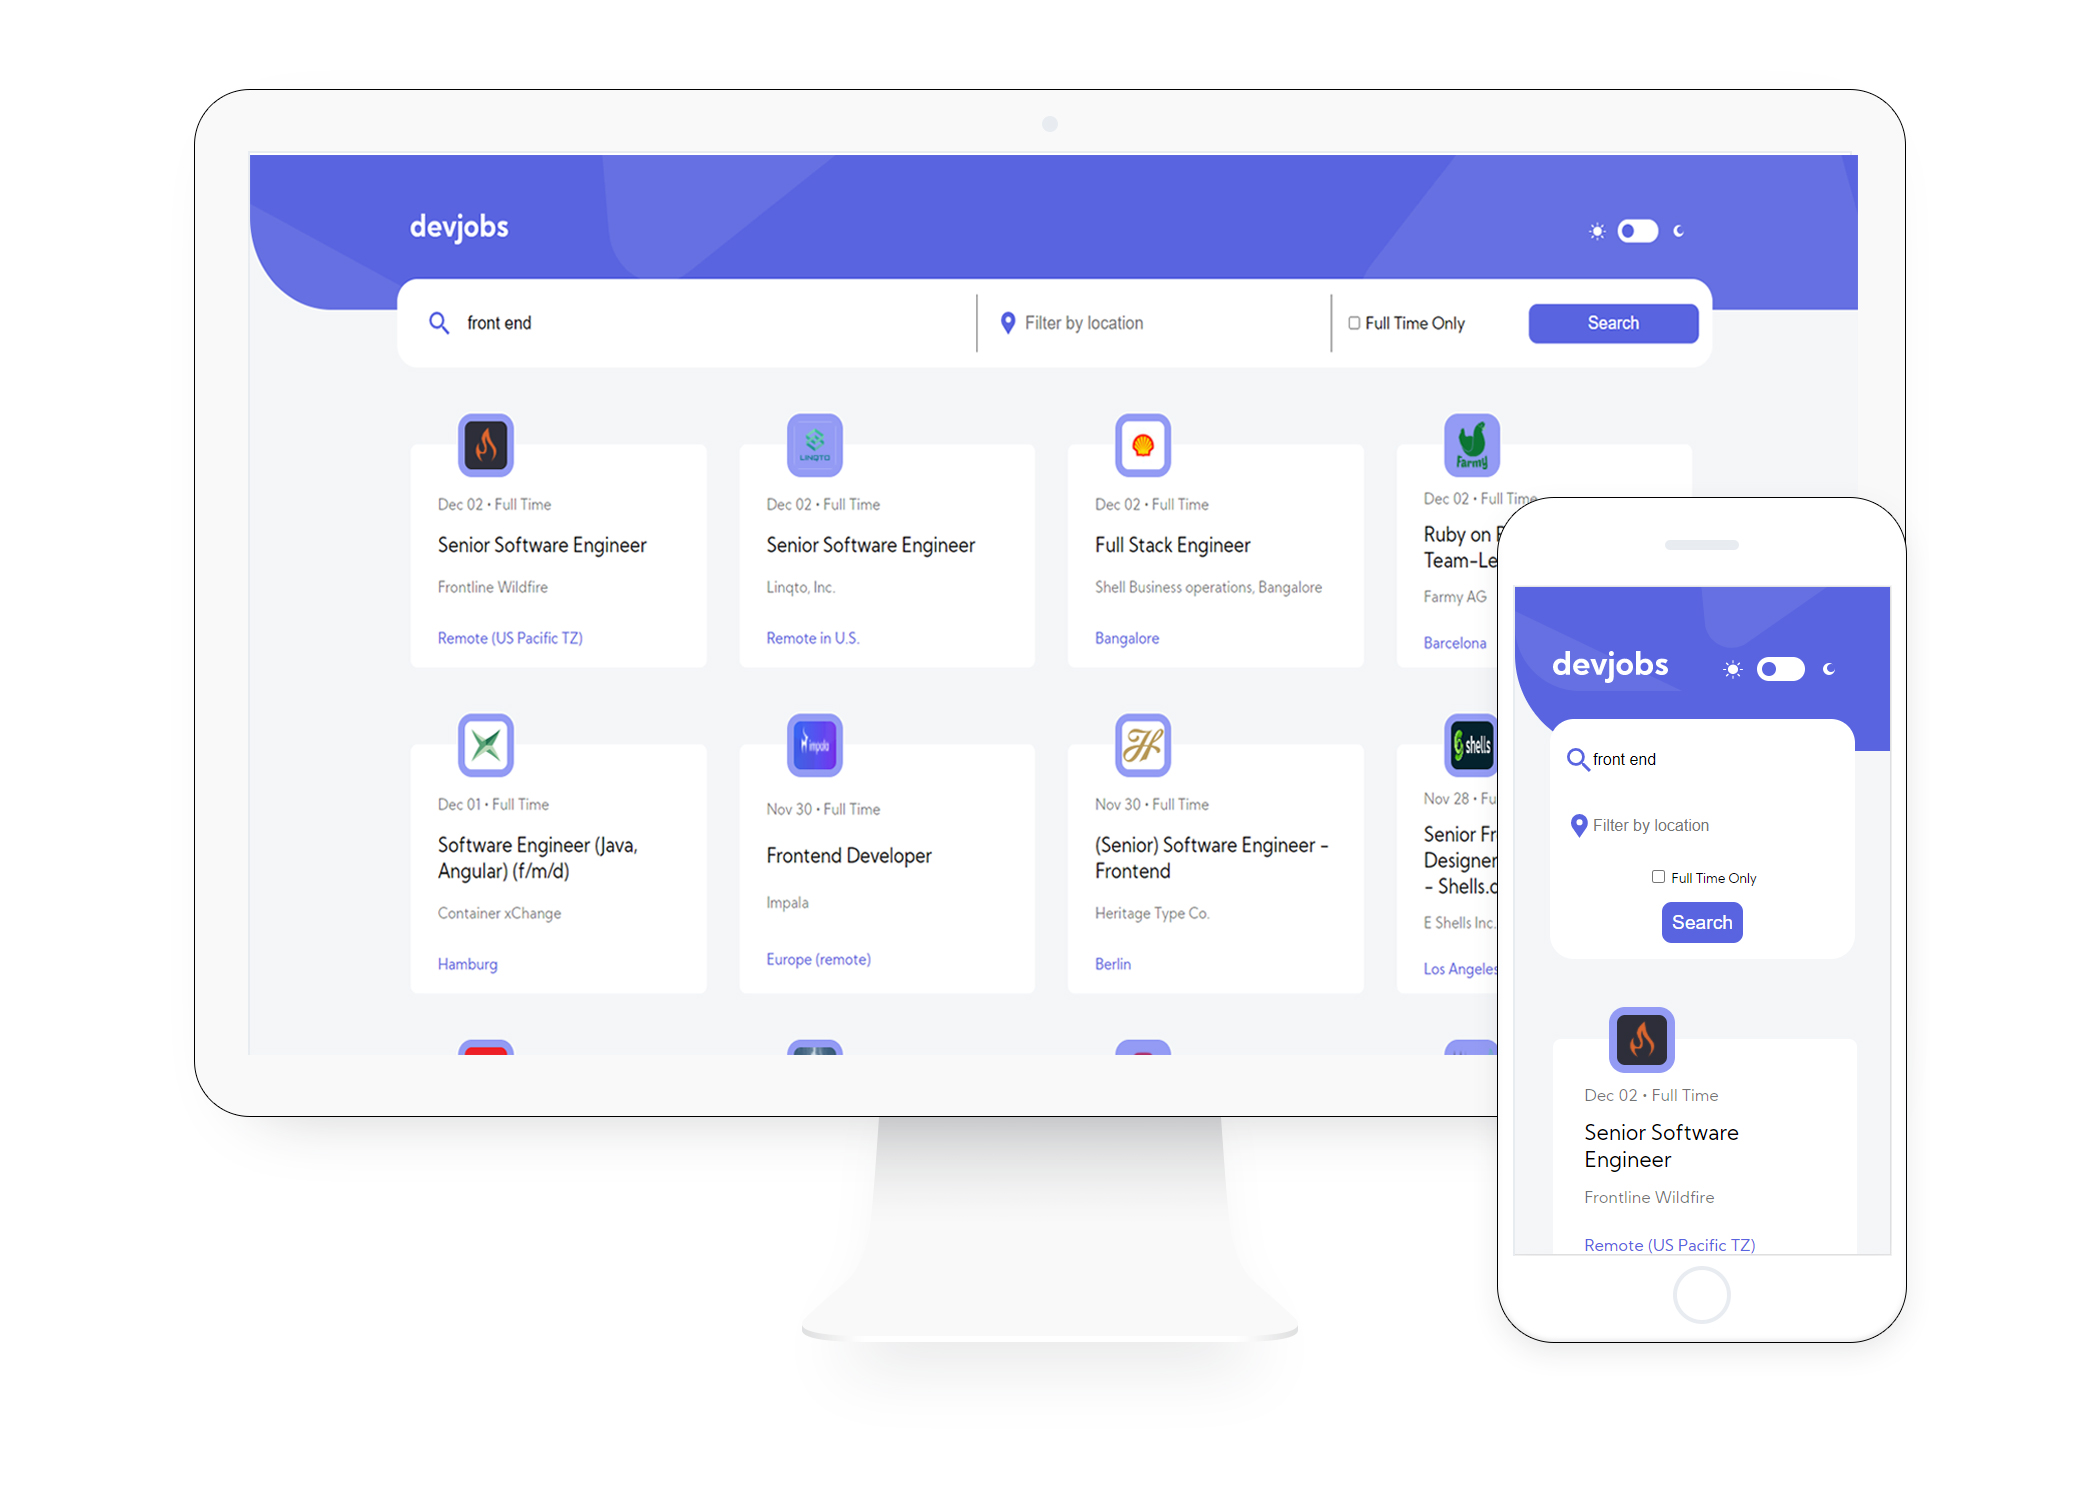 devjobs
front end
Filter by location
Full Time Only
Search
LINQTO
Farmy
Dec 02 • Full Time
Senior Software Engineer
Frontline Wildfire
Remote (US Pacific TZ)
Dec 02 • Full Time
Senior Software Engineer
Linqto, Inc.
Remote in U.S.
Dec 02 • Full Time
Full Stack Engineer
Shell Business operations, Bangalore
Bangalore
Dec 02 • Full Time
Ruby on
Team-Le
Farmy AG
Barcelona
impala
shells
Dec 01 • Full Time
Software Engineer (Java,
Angular) (f/m/d)
Container xChange
Hamburg
Nov 30 • Full Time
Frontend Developer
Impala
Europe (remote)
Nov 30 • Full Time
(Senior) Software Engineer -
Frontend
Heritage Type Co.
Berlin
Nov 28 • Fu
Senior Fr
Designer
- Shells.c
E Shells Inc.
Los Angeles
devjobs
front end
Filter by location
Full Time Only
Search
Dec 02 • Full Time
Senior Software
Engineer
Frontline Wildfire
Remote (US Pacific TZ)